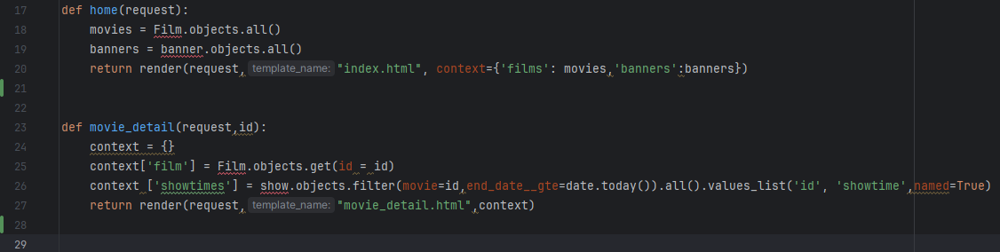 17 def home(request):
18     movies = Film.objects.all()
19     banners = banner.objects.all()
20     return render(request, template_name: "index.html", context={'films': movies,'banners':banners})
21
22
23 def movie_detail(request,id):
24     context = {}
25     context['film'] = Film.objects.get(id = id)
26     context ['showtimes'] = show.objects.filter(movie=id,end_date__gte=date.today()).all().values_list('id', 'showtime',named=True)
27     return render(request, template_name: "movie_detail.html",context)
28
29